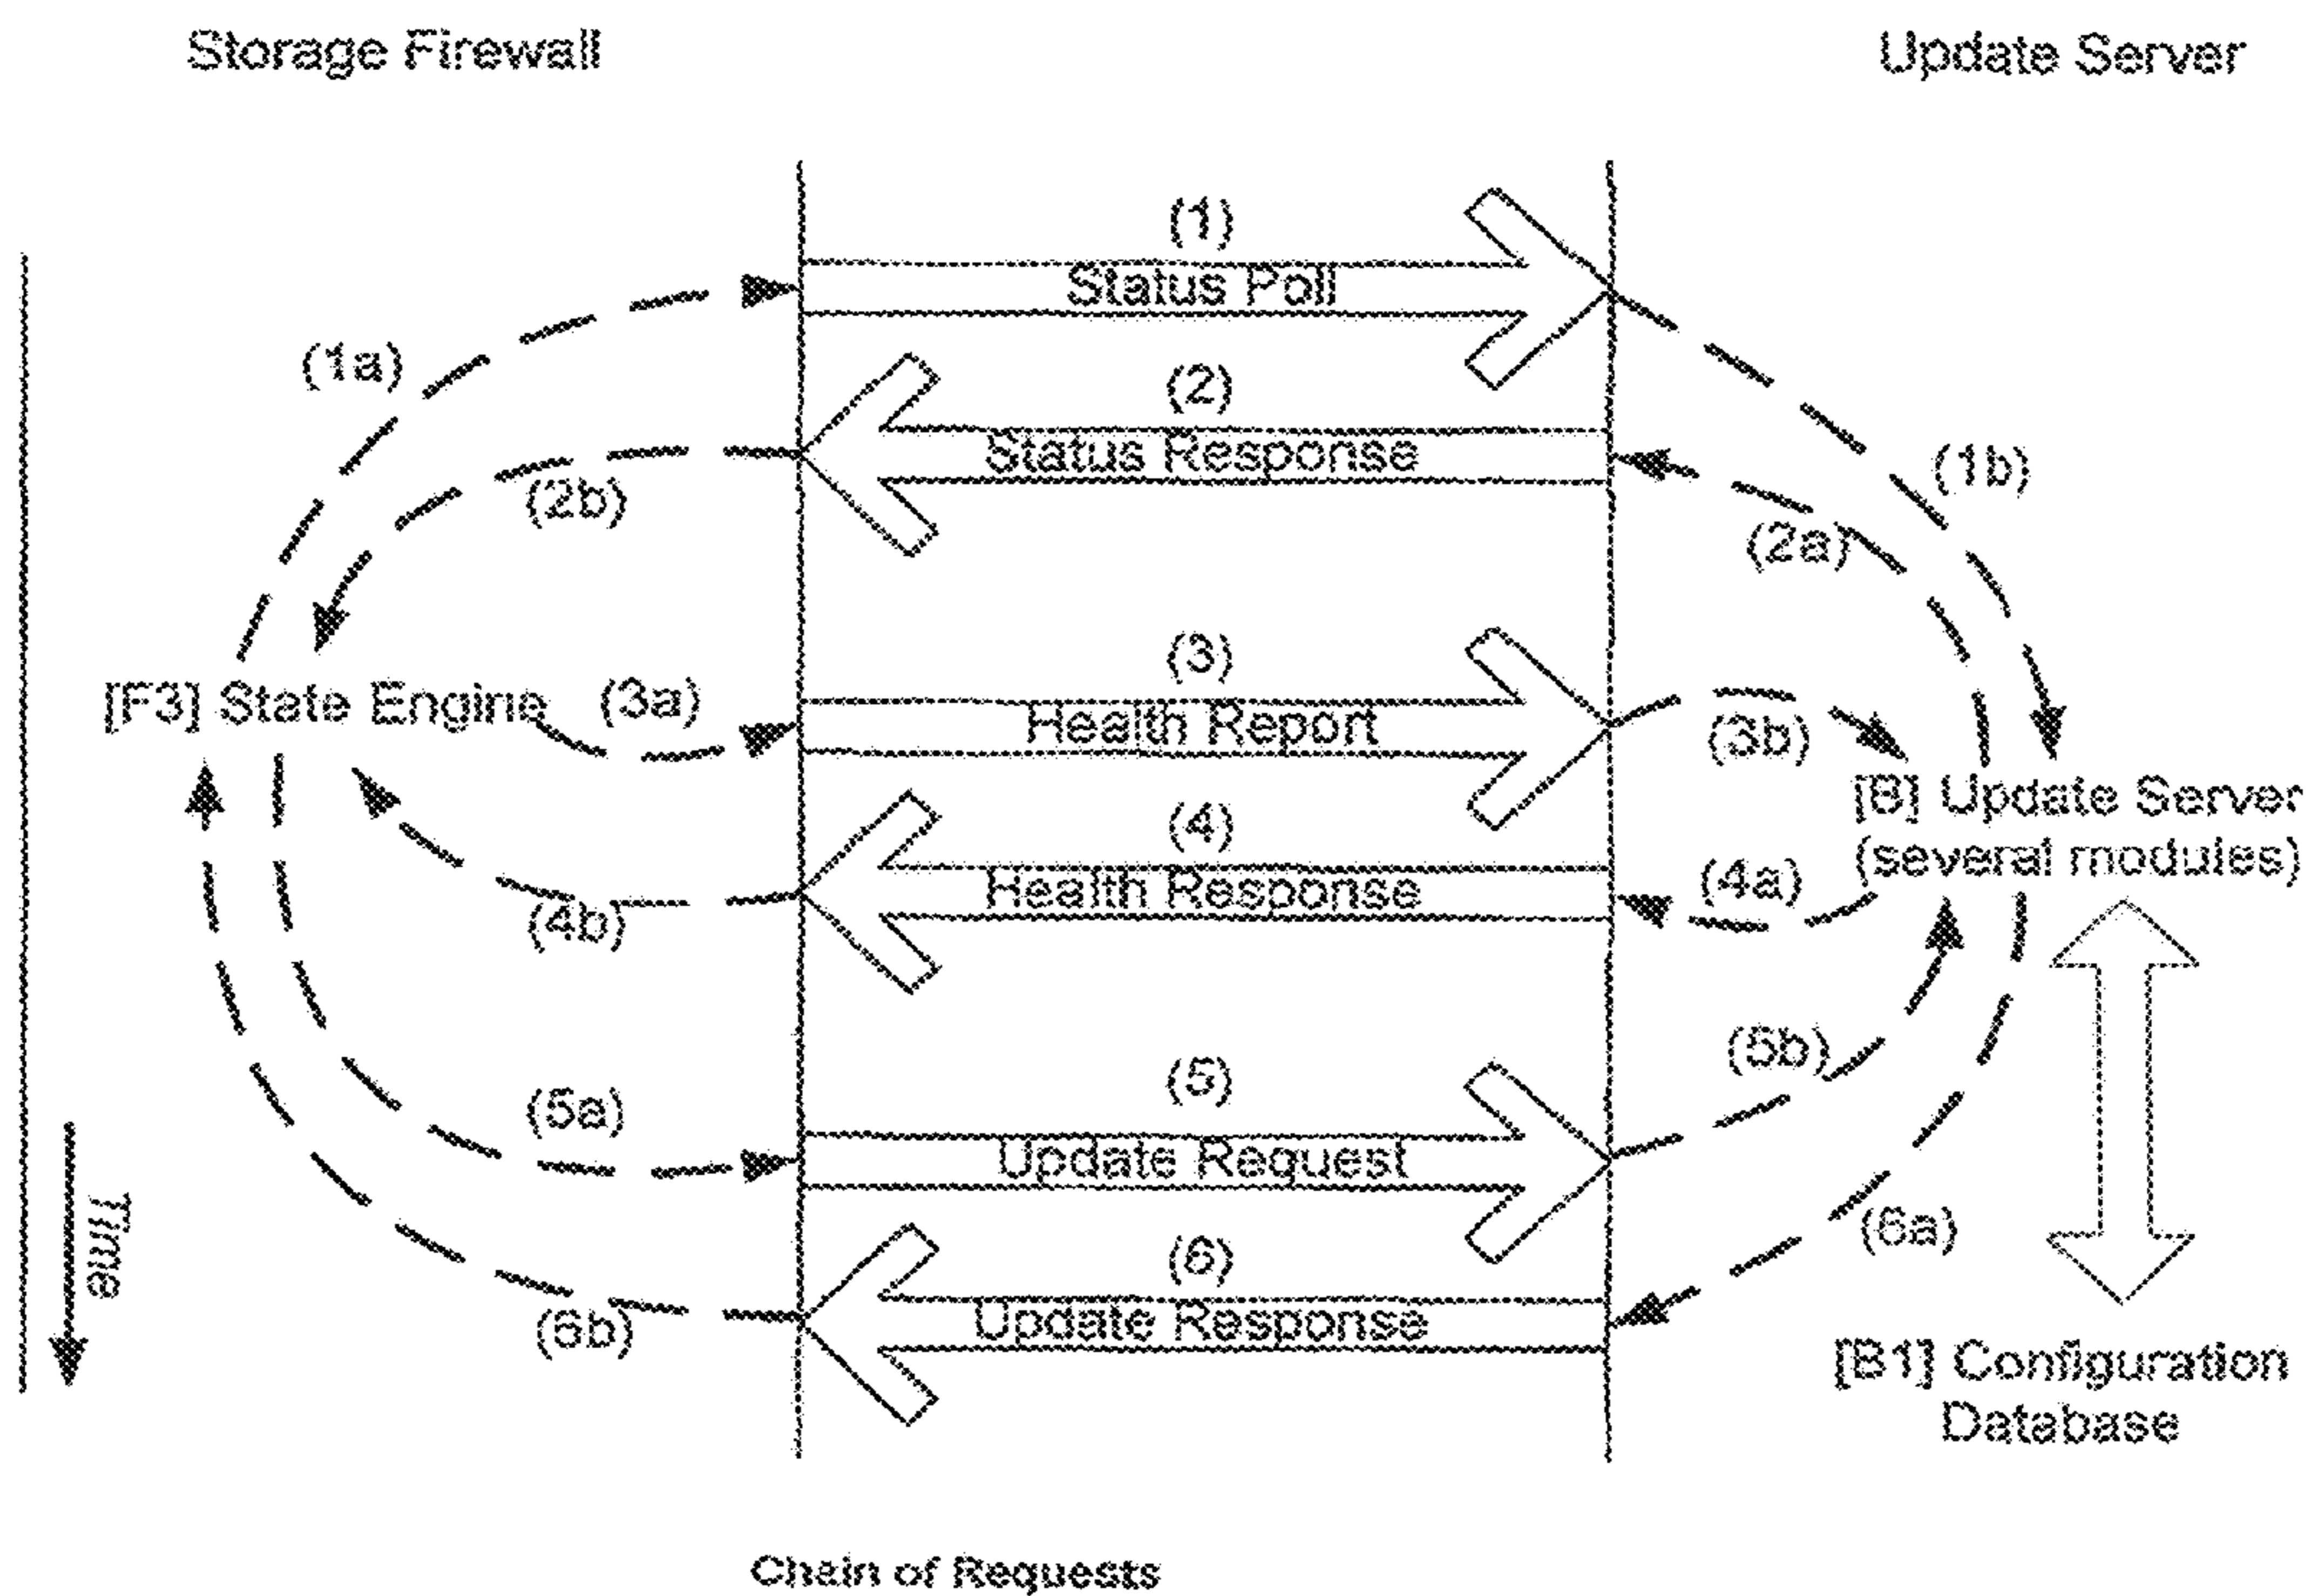 Storage Firewall
Update Server
(1)
Status Poll
(1a)
(2)
Status Response
(1b)
(2b)
(2a)
(3)
[F3] State Engine
(3a)
Health Report
(3b)
[B] Update Server
(several modules)
(4)
Health Response
(4a)
(4b)
(5)
(5b)
(5a)
Update Request
Time
(6)
(6a)
Update Response
(6b)
[B1] Configuration
Database
Chain of Requests